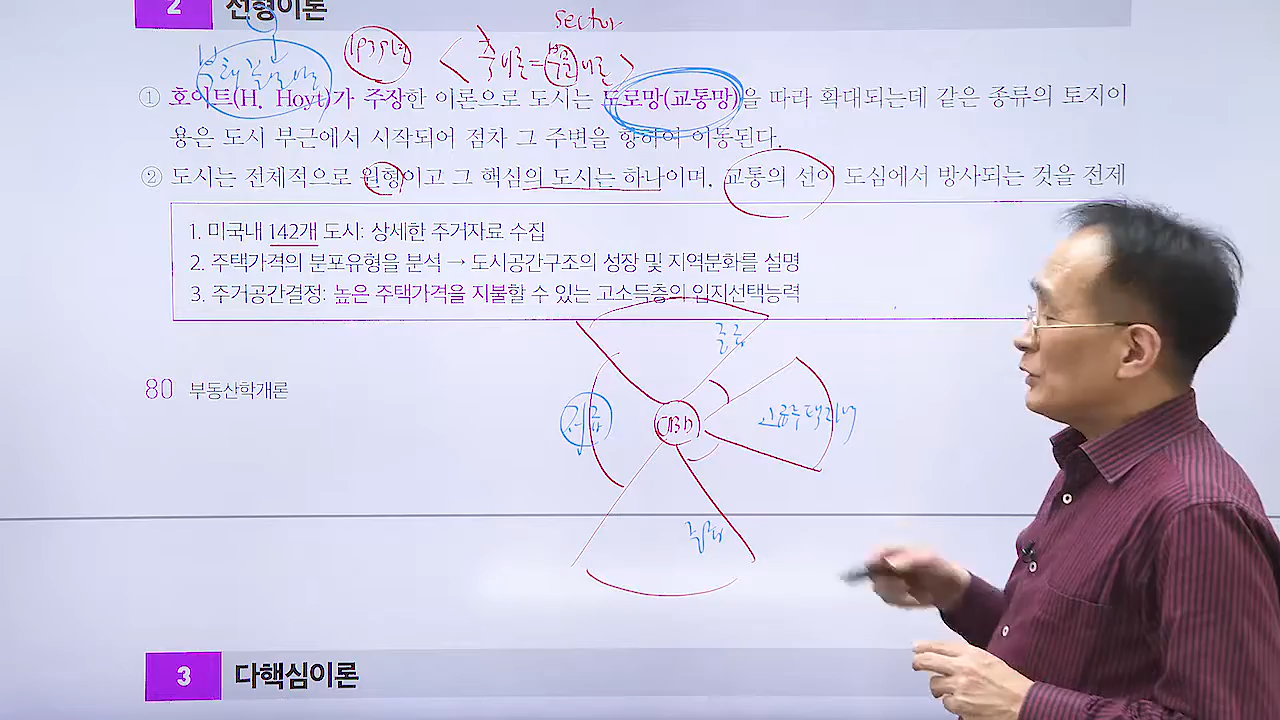 2 선형이론
sector
1939년
< 축이론=부문이론 >
① 호이트(H. Hoyt)가 주장한 이론으로 도시는 도로망(교통망)을 따라 확대되는데 같은 종류의 토지이
용은 도시 부근에서 시작되어 점차 그 주변을 향하여 이동된다.
② 도시는 전체적으로 원형이고 그 핵심의 도시는 하나이며, 교통의 선이 도심에서 방사되는 것을 전제
1. 미국내 142개 도시: 상세한 주거자료 수집
2. 주택가격의 분포유형을 분석 → 도시공간구조의 성장 및 지역분화를 설명
3. 주거공간결정: 높은 주택가격을 지불할 수 있는 고소득층의 입지선택능력
80 부동산학개론
CBD
저급
고급주택지역
3 다핵심이론